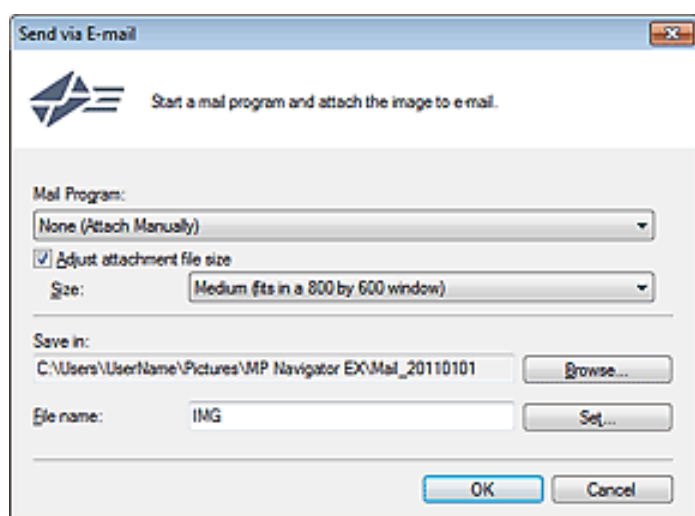 Send via E-mail
Start a mail program and attach the image to e-mail.
Mail Program:
None (Attach Manually)
Adjust attachment file size
Size: Medium (fits in a 800 by 600 window)
Save in:
C:\Users\UserName\Pictures\MP Navigator EX\Mail_20110101 Browse...
File name: IMG Set...
OK Cancel